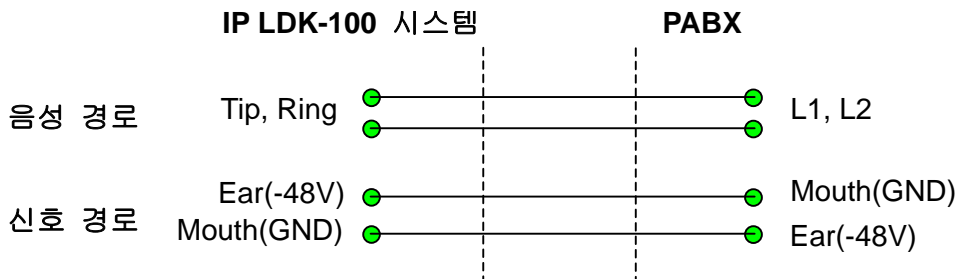 IP LDK-100 시스템 PABX
음성 경로 Tip, Ring L1, L2
Ear(-48V) Mouth(GND)
신호 경로 Mouth(GND) Ear(-48V)